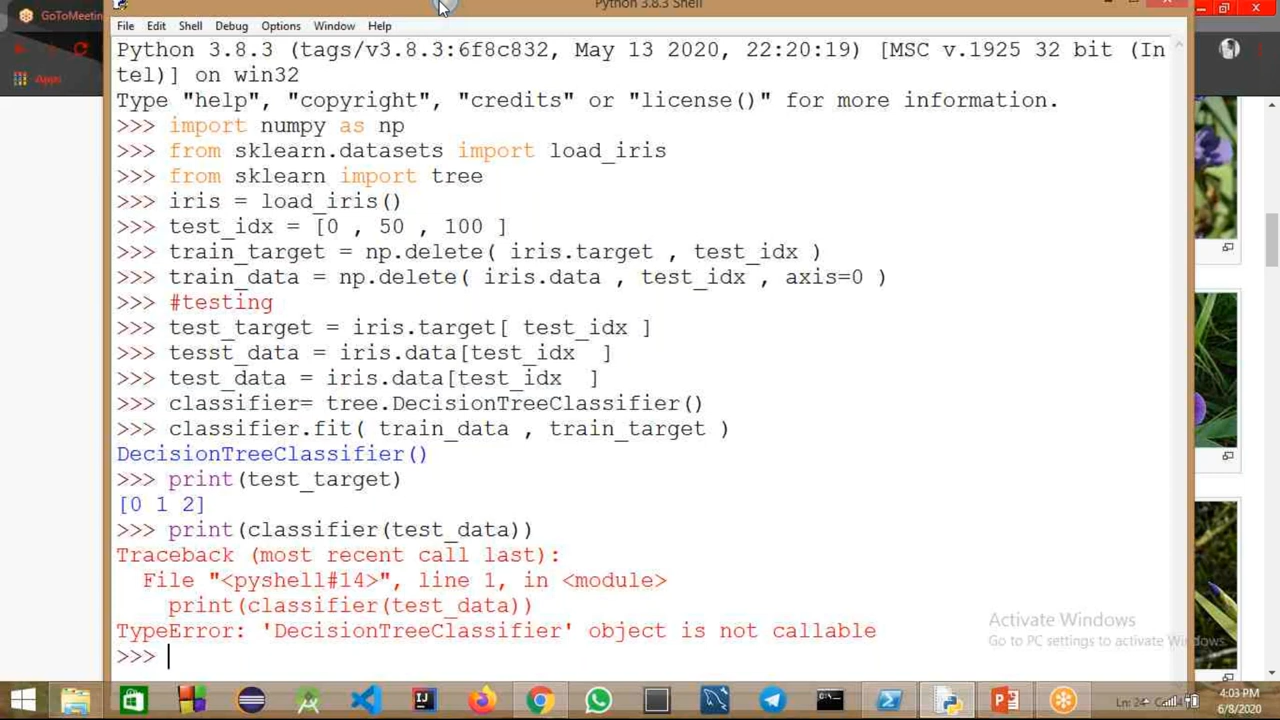 GoToMeetin
Python 3.8.3 Shell
File Edit Shell Debug Options Window Help
Apps
Python 3.8.3 (tags/v3.8.3:6f8c832, May 13 2020, 22:20:19) [MSC v.1925 32 bit (In
tel)] on win32
Type "help", "copyright", "credits" or "license()" for more information.
>>> import numpy as np
>>> from sklearn.datasets import load_iris
>>> from sklearn import tree
>>> iris = load_iris()
>>> test_idx = [0 , 50 , 100 ]
>>> train_target = np.delete( iris.target , test_idx )
>>> train_data = np.delete( iris.data , test_idx , axis=0 )
>>> #testing
>>> test_target = iris.target[ test_idx ]
>>> tesst_data = iris.data[test_idx  ]
>>> test_data = iris.data[test_idx  ]
>>> classifier= tree.DecisionTreeClassifier()
>>> classifier.fit( train_data , train_target )
DecisionTreeClassifier()
>>> print(test_target)
[0 1 2]
>>> print(classifier(test_data))
Traceback (most recent call last):
  File "<pyshell#14>", line 1, in <module>
    print(classifier(test_data))
TypeError: 'DecisionTreeClassifier' object is not callable
>>>
Activate Windows
Go to PC settings to activate Windows.
4:03 PM
6/8/2020